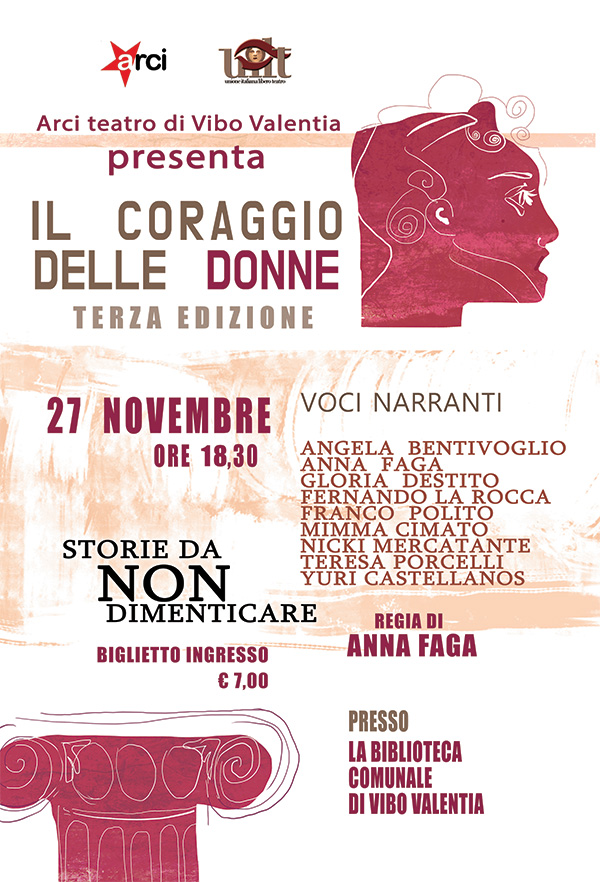 arci
uilt
unione italiana libero teatro
Arci teatro di Vibo Valentia
presenta
IL CORAGGIO
DELLE DONNE
TERZA EDIZIONE
27 NOVEMBRE
ORE 18,30
VOCI NARRANTI
ANGELA BENTIVOGLIO
ANNA FAGA
GLORIA DESTITO
FERNANDO LA ROCCA
FRANCO POLITO
MIMMA CIMATO
NICKI MERCATANTE
TERESA PORCELLI
YURI CASTELLANOS
STORIE DA
NON
DIMENTICARE
REGIA DI
ANNA FAGA
BIGLIETTO INGRESSO
€ 7,00
PRESSO
LA BIBLIOTECA
COMUNALE
DI VIBO VALENTIA